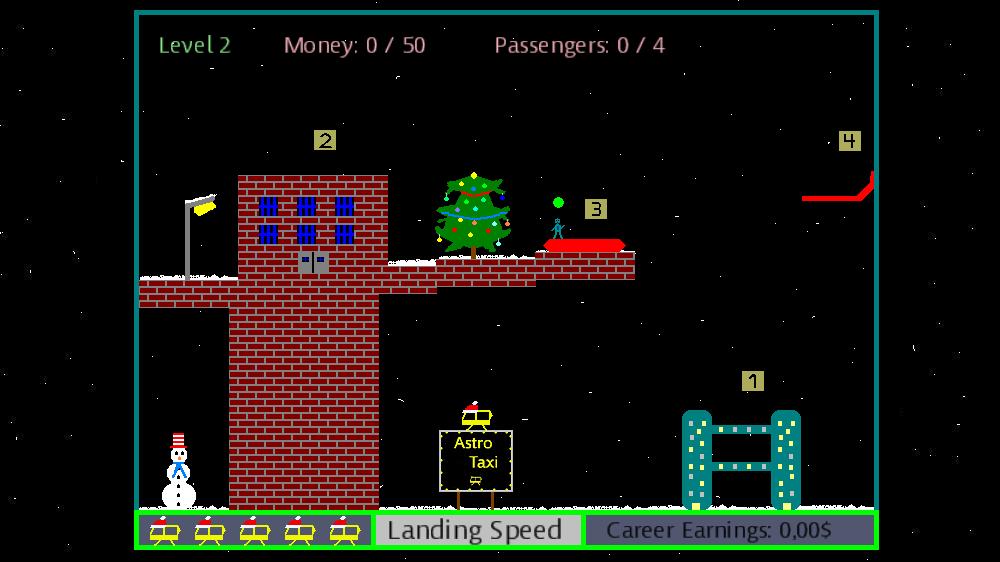 Level 2 Money: 0 / 50 Passengers: 0 / 4
2
4
3
1
Astro
Taxi
Landing Speed Career Earnings: 0,00$